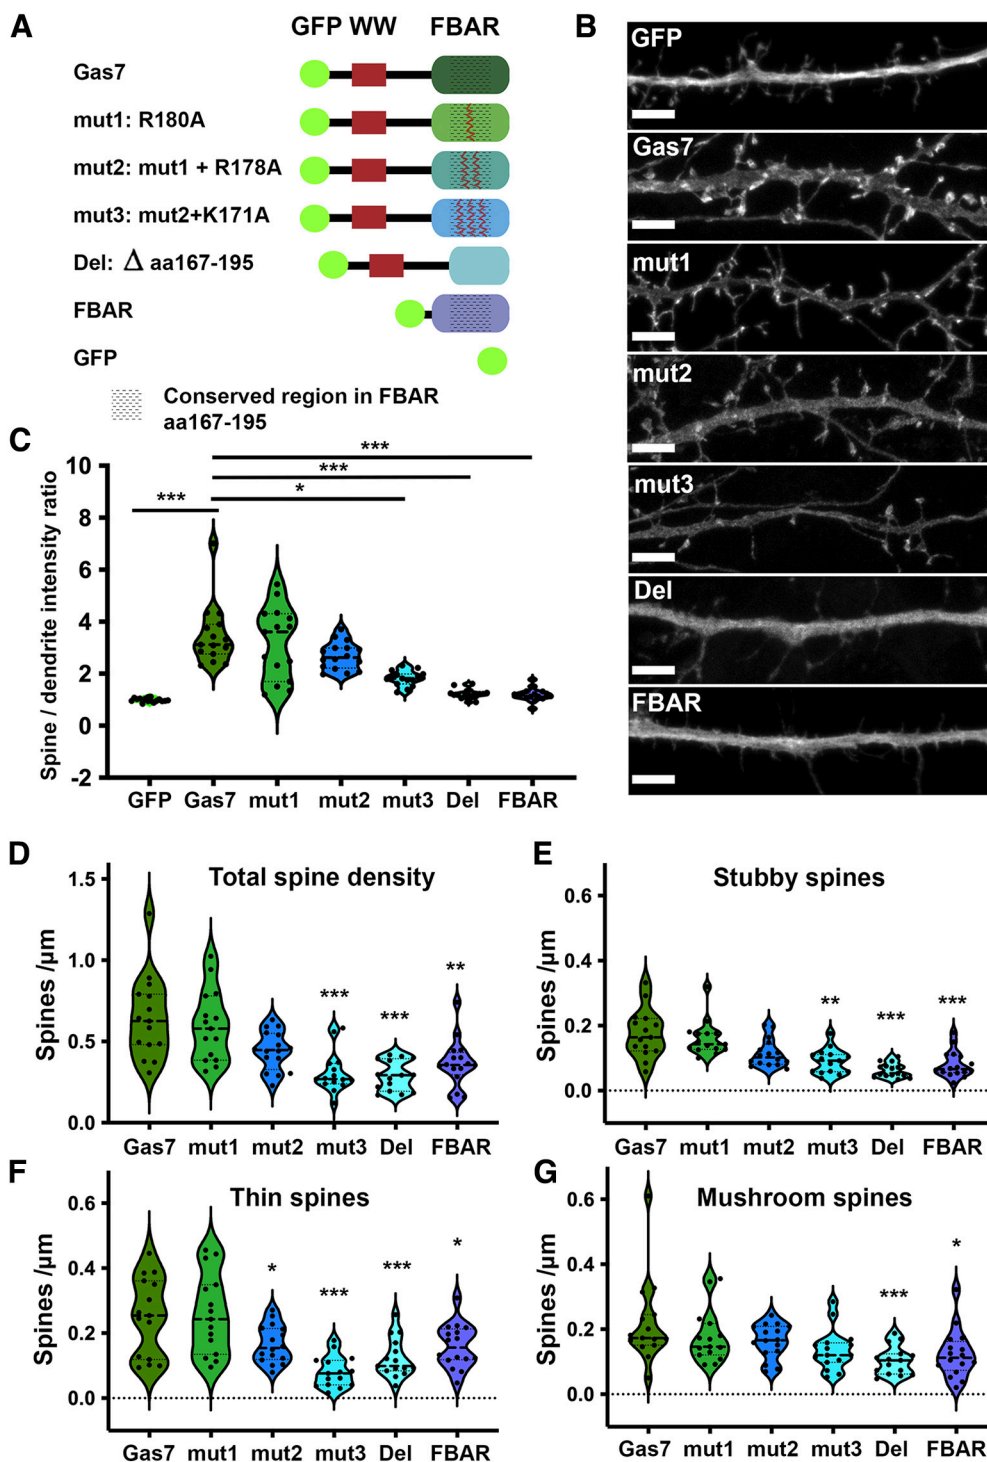 A
GFP WW FBAR
Gas7
mut1: R180A
mut2: mut1 + R178A
mut3: mut2+K171A
Del: Δ aa167-195
FBAR
GFP
Conserved region in FBAR
aa167-195
B
GFP
Gas7
mut1
mut2
mut3
Del
FBAR
C
Spine / dendrite intensity ratio
10
8
6
4
2
0
-2
***
***
***
*
GFP Gas7 mut1 mut2 mut3 Del FBAR
D
Total spine density
Spines /µm
1.5
1.0
0.5
0.0
*** *** **
Gas7 mut1 mut2 mut3 Del FBAR
E
Stubby spines
Spines /µm
0.6
0.4
0.2
0.0
** *** ***
Gas7 mut1 mut2 mut3 Del FBAR
F
Thin spines
Spines /µm
0.6
0.4
0.2
0.0
* *** *** *
Gas7 mut1 mut2 mut3 Del FBAR
G
Mushroom spines
Spines /µm
0.6
0.4
0.2
0.0
*** *
Gas7 mut1 mut2 mut3 Del FBAR